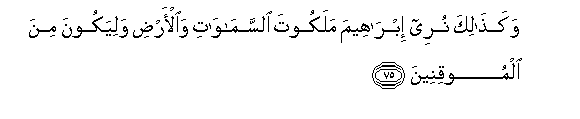 وَكَذَٰلِكَ نُرِىٓ إِبْرَٰهِيمَ مَلَكُوتَ ٱلسَّمَٰوَٰتِ وَٱلْأَرْضِ وَلِيَكُونَ مِنَ
ٱلْمُوقِنِينَ ۝٧٥